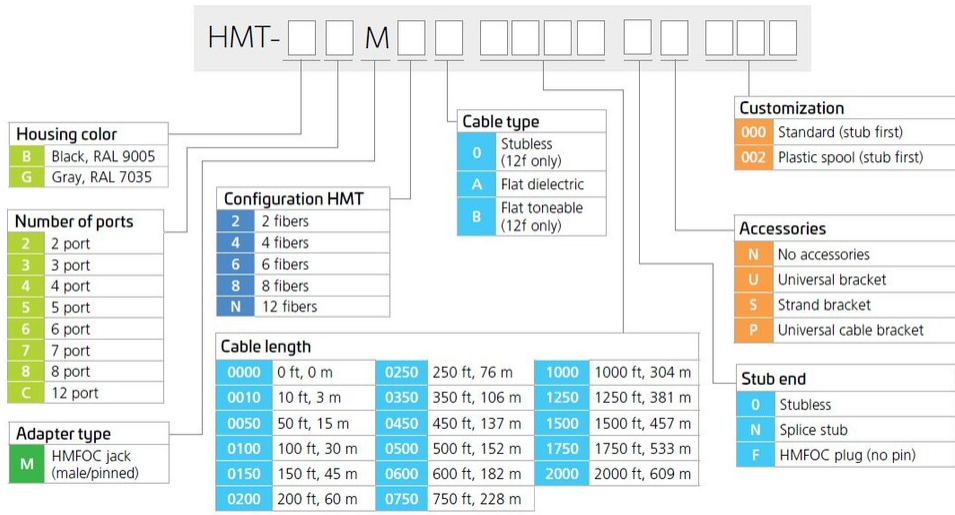 HMT- M
Housing color
B Black, RAL 9005
G Gray, RAL 7035
Number of ports
2 2 port
3 3 port
4 4 port
5 5 port
6 6 port
7 7 port
8 8 port
C 12 port
Adapter type
M HMFOC jack
(male/pinned)
Configuration HMT
2 2 fibers
4 4 fibers
6 6 fibers
8 8 fibers
N 12 fibers
Cable type
0 Stubless
(12f only)
A Flat dielectric
B Flat toneable
(12f only)
Cable length
0000 0 ft, 0 m 0250 250 ft, 76 m 1000 1000 ft, 304 m
0010 10 ft, 3 m 0350 350 ft, 106 m 1250 1250 ft, 381 m
0050 50 ft, 15 m 0450 450 ft, 137 m 1500 1500 ft, 457 m
0100 100 ft, 30 m 0500 500 ft, 152 m 1750 1750 ft, 533 m
0150 150 ft, 45 m 0600 600 ft, 182 m 2000 2000 ft, 609 m
0200 200 ft, 60 m 0750 750 ft, 228 m
Customization
000 Standard (stub first)
002 Plastic spool (stub first)
Accessories
N No accessories
U Universal bracket
S Strand bracket
P Universal cable bracket
Stub end
0 Stubless
N Splice stub
F HMFOC plug (no pin)